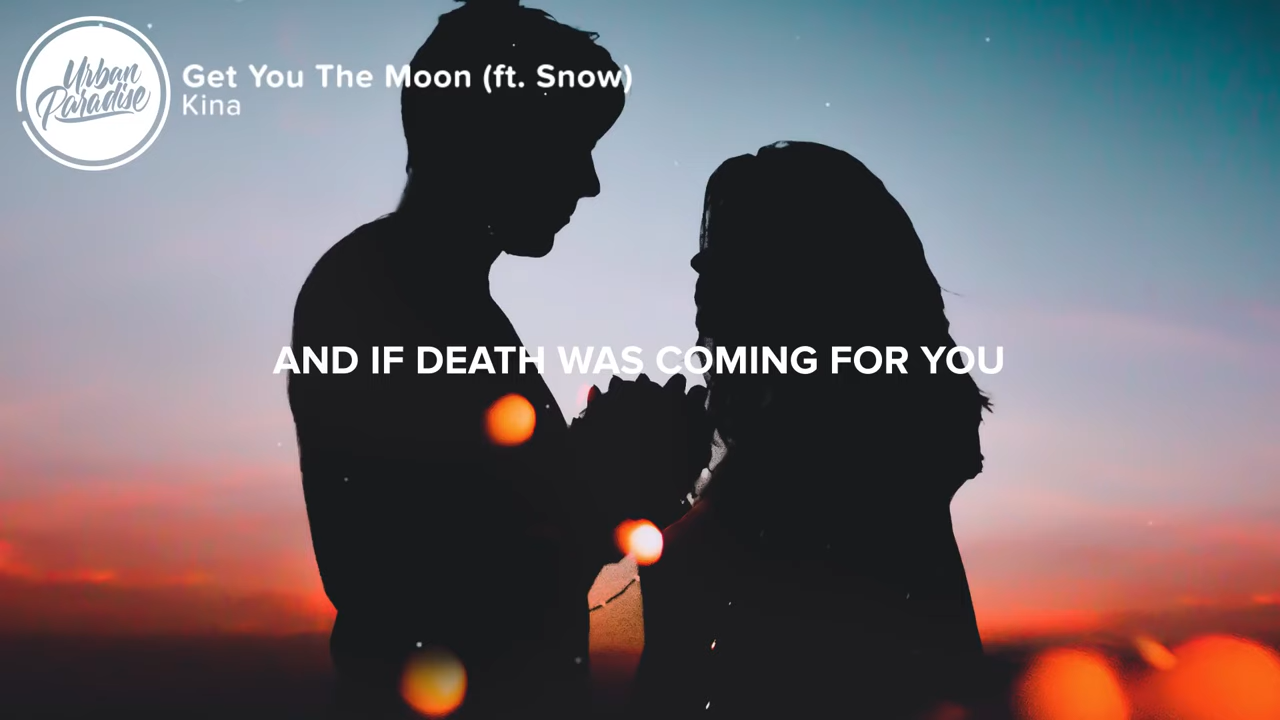 Urban
Paradise
Get You The Moon (ft. Snow)
Kina
AND IF DEATH WAS COMING FOR YOU